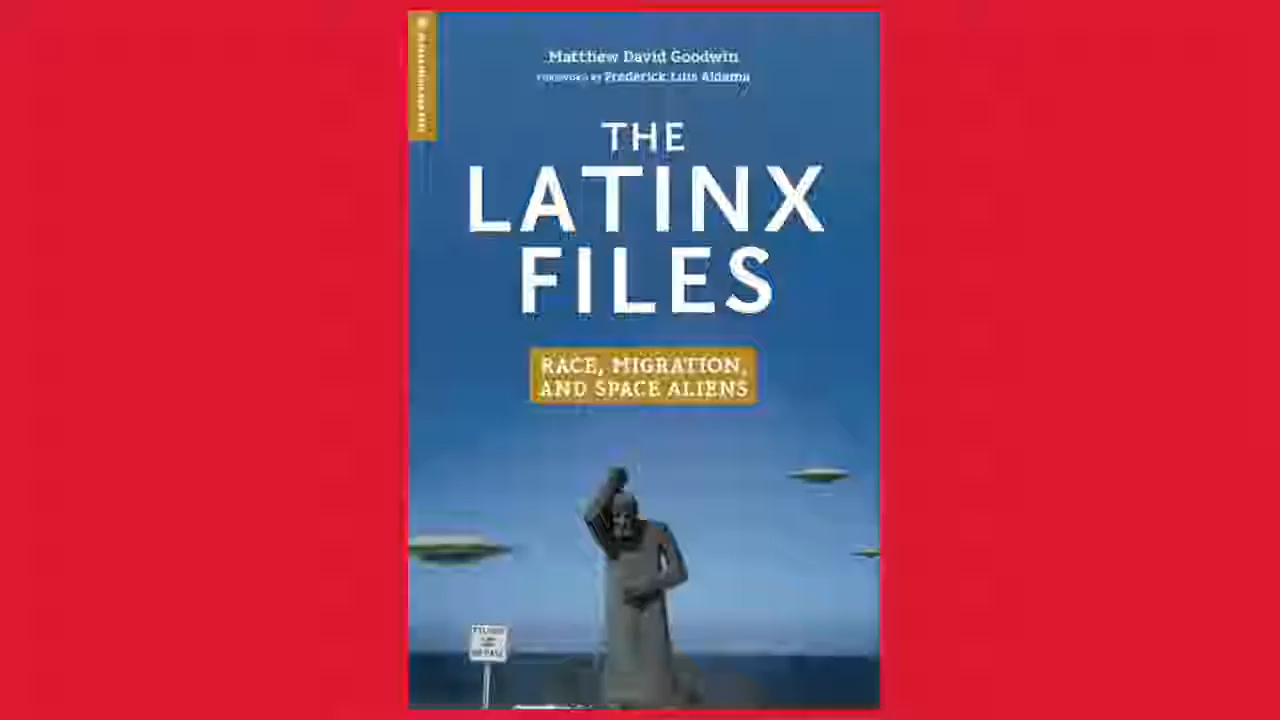 Matthew David Goodwin
FOREWORD BY Frederick Luis Aldama
THE
LATINX
FILES
RACE, MIGRATION,
AND SPACE ALIENS